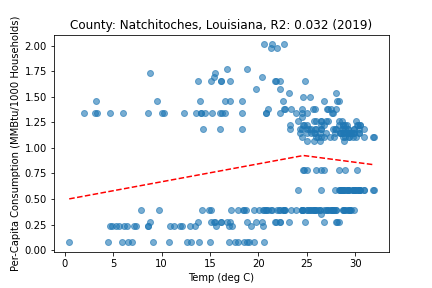 County: Natchitoches, Louisiana, R2: 0.032 (2019)
Per-Capita Consumption (MMBtu/1000 Households)
2.00
1.75
1.50
1.25
1.00
0.75
0.50
0.25
0.00
0 5 10 15 20 25 30
Temp (deg C)